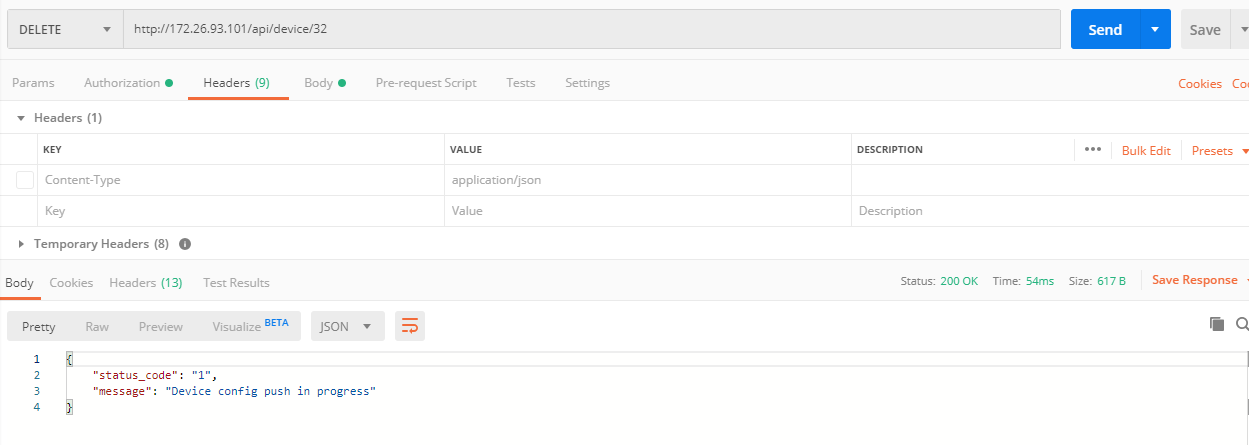 DELETE http://172.26.93.101/api/device/32 Send Save
Params Authorization Headers (9) Body Pre-request Script Tests Settings Cookies
Headers (1)
KEY VALUE DESCRIPTION ••• Bulk Edit Presets
Content-Type application/json
Key Value Description
Temporary Headers (8) i
Body Cookies Headers (13) Test Results Status: 200 OK Time: 54ms Size: 617 B Save Response
Pretty Raw Preview Visualize BETA JSON
1 {
2 "status_code": "1",
3 "message": "Device config push in progress"
4 }